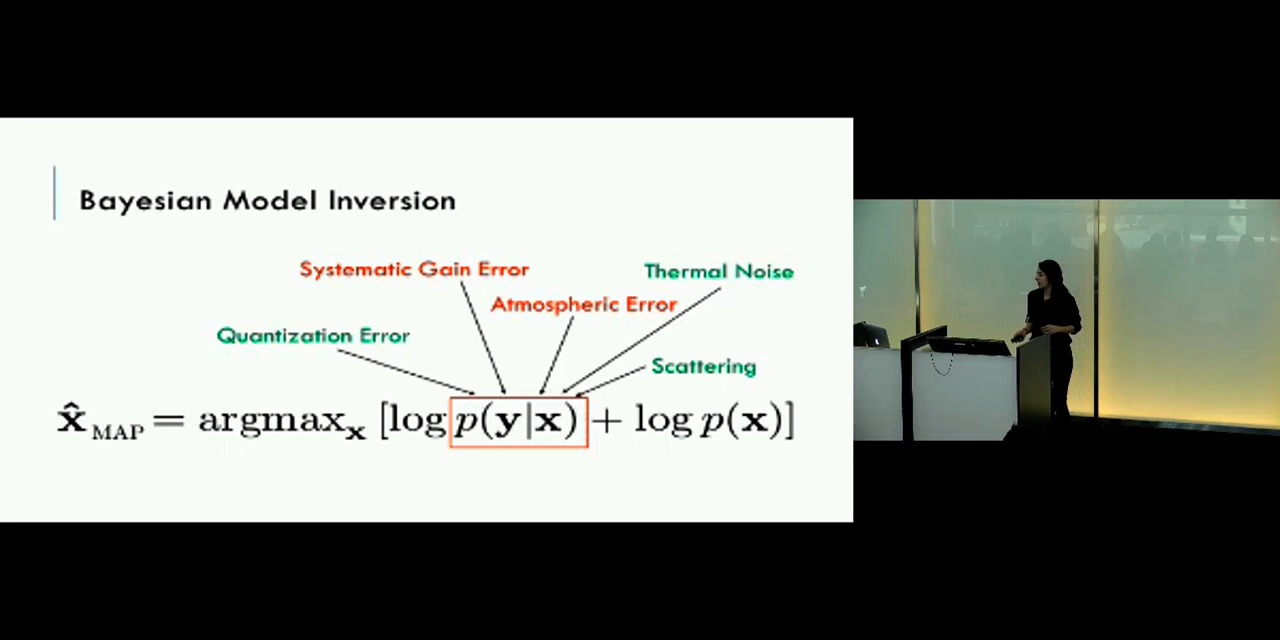 Bayesian Model Inversion
Systematic Gain Error
Thermal Noise
Atmospheric Error
Quantization Error
Scattering
x̂_MAP = argmax_x [log p(y|x) + log p(x)]